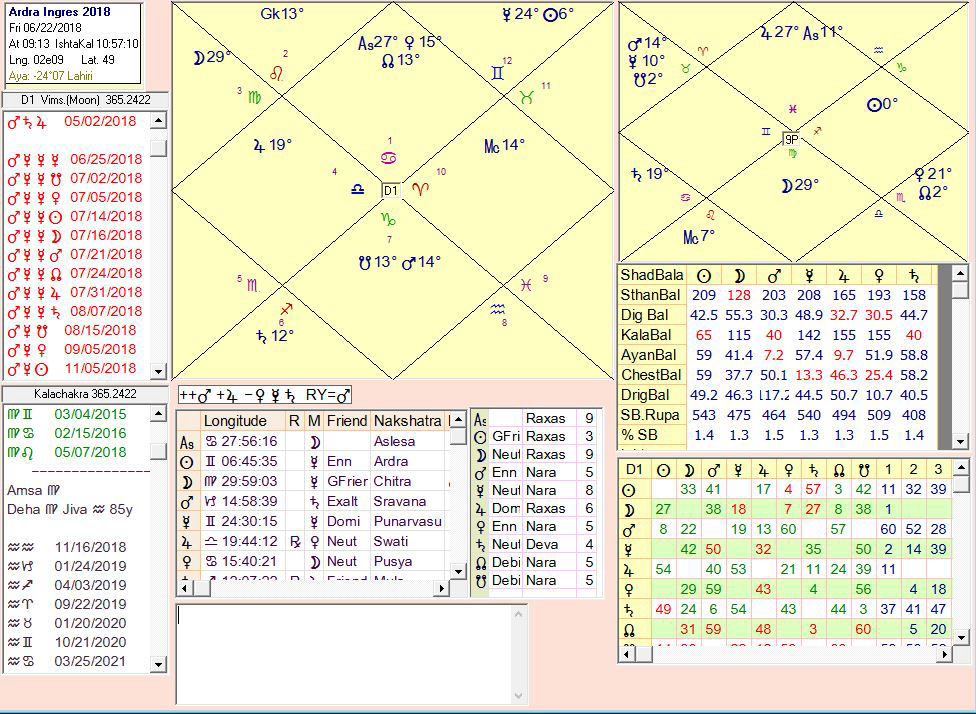 Ardra Ingres 2018
Fri 06/22/2018
At 09:13 IshtaKal 10:57:10
Lng. 02e09 Lat. 49
Aya: -24°07 Lahiri
D1 Vims.(Moon) 365.2422
♂♄♃ 05/02/2018
♂☿☿ 06/25/2018
♂☿☋ 07/02/2018
♂☿♀ 07/05/2018
♂☿☉ 07/14/2018
♂☿☽ 07/16/2018
♂☿♂ 07/21/2018
♂☿☊ 07/24/2018
♂☿♃ 07/31/2018
♂☿♄ 08/07/2018
♂☿☋ 08/15/2018
♂☿♀ 09/05/2018
♂☿☉ 11/05/2018
Kalachakra 365.2422
♍♊ 03/04/2015
♍♋ 02/15/2016
♍♌ 05/07/2018
--------------------
Amsa ♍
Deha ♍ Jiva ♒ 85y
♒♒ 11/16/2018
♒♑ 01/24/2019
♒♐ 04/03/2019
♒♈ 09/22/2019
♒♉ 01/20/2020
♒♊ 10/21/2020
♒♋ 03/25/2021
Gk13°
☿24° ☉6°
☽29°
As27° ♀15°
☊13°
2 ♌
3 ♍
12 ♊
11 ♉
♃19°
Mc14°
1
♋
4 ♎ D1 ♈ 10
♑
7
☋13° ♂14°
5 ♏
6 ♐
♄12°
9 ♓
8 ♒
♃27° As11°
♂14°
☿10°
☋2°
♈ ♉
♒ ♑
☉0°
♓
♊ 9P ♐
♍
♄19°
☽29°
♀21°
☊2°
♋ ♌
♏ ♎
Mc7°
++♂ +♃ −♀☿♄ RY=♂
Longitude R M Friend Nakshatra
As ♋ 27:56:16 ☽ Aslesa
☉ ♊ 06:45:35 ☿ Enn Ardra
☽ ♍ 29:59:03 ☿ GFrier Chitra
♂ ♑ 14:58:39 ♄ Exalt Sravana
☿ ♊ 24:30:15 ☿ Domi Punarvasu
♃ ♎ 19:44:12 ℞ ♀ Neut Swati
♀ ♋ 15:40:21 ☽ Neut Pusya
As Raxas 9
☉ GFri Raxas 3
☽ Neut Raxas 9
♂ Enn Nara 5
☿ Neut Nara 8
♃ Dom Raxas 6
♀ Enn Nara 5
♄ Neut Deva 4
☊ Debi Nara 5
☋ Debi Nara 5
ShadBala ☉ ☽ ♂ ☿ ♃ ♀ ♄
SthanBal 209 128 203 208 165 193 158
Dig Bal 42.5 55.3 30.3 48.9 32.7 30.5 44.7
KalaBal 65 115 40 142 155 155 40
AyanBal 59 41.4 7.2 57.4 9.7 51.9 58.8
ChestBal 59 37.7 50.1 13.3 46.3 25.4 58.2
DrigBal 49.2 46.3 117.2 44.5 50.7 10.7 40.5
SB.Rupa 543 475 464 540 494 509 408
% SB 1.4 1.3 1.5 1.3 1.3 1.5 1.4
D1 ☉ ☽ ♂ ☿ ♃ ♀ ♄ ☊ ☋ 1 2 3
☉ 33 41 17 4 57 3 42 11 32 39
☽ 27 38 18 7 27 8 38 1
♂ 8 22 19 13 60 57 60 52 28
☿ 42 50 32 35 50 2 14 39
♃ 54 40 53 21 11 24 39 11
♀ 29 59 43 4 56 4 18
♄ 49 24 6 54 43 44 3 37 41 47
☊ 31 59 48 3 60 5 20